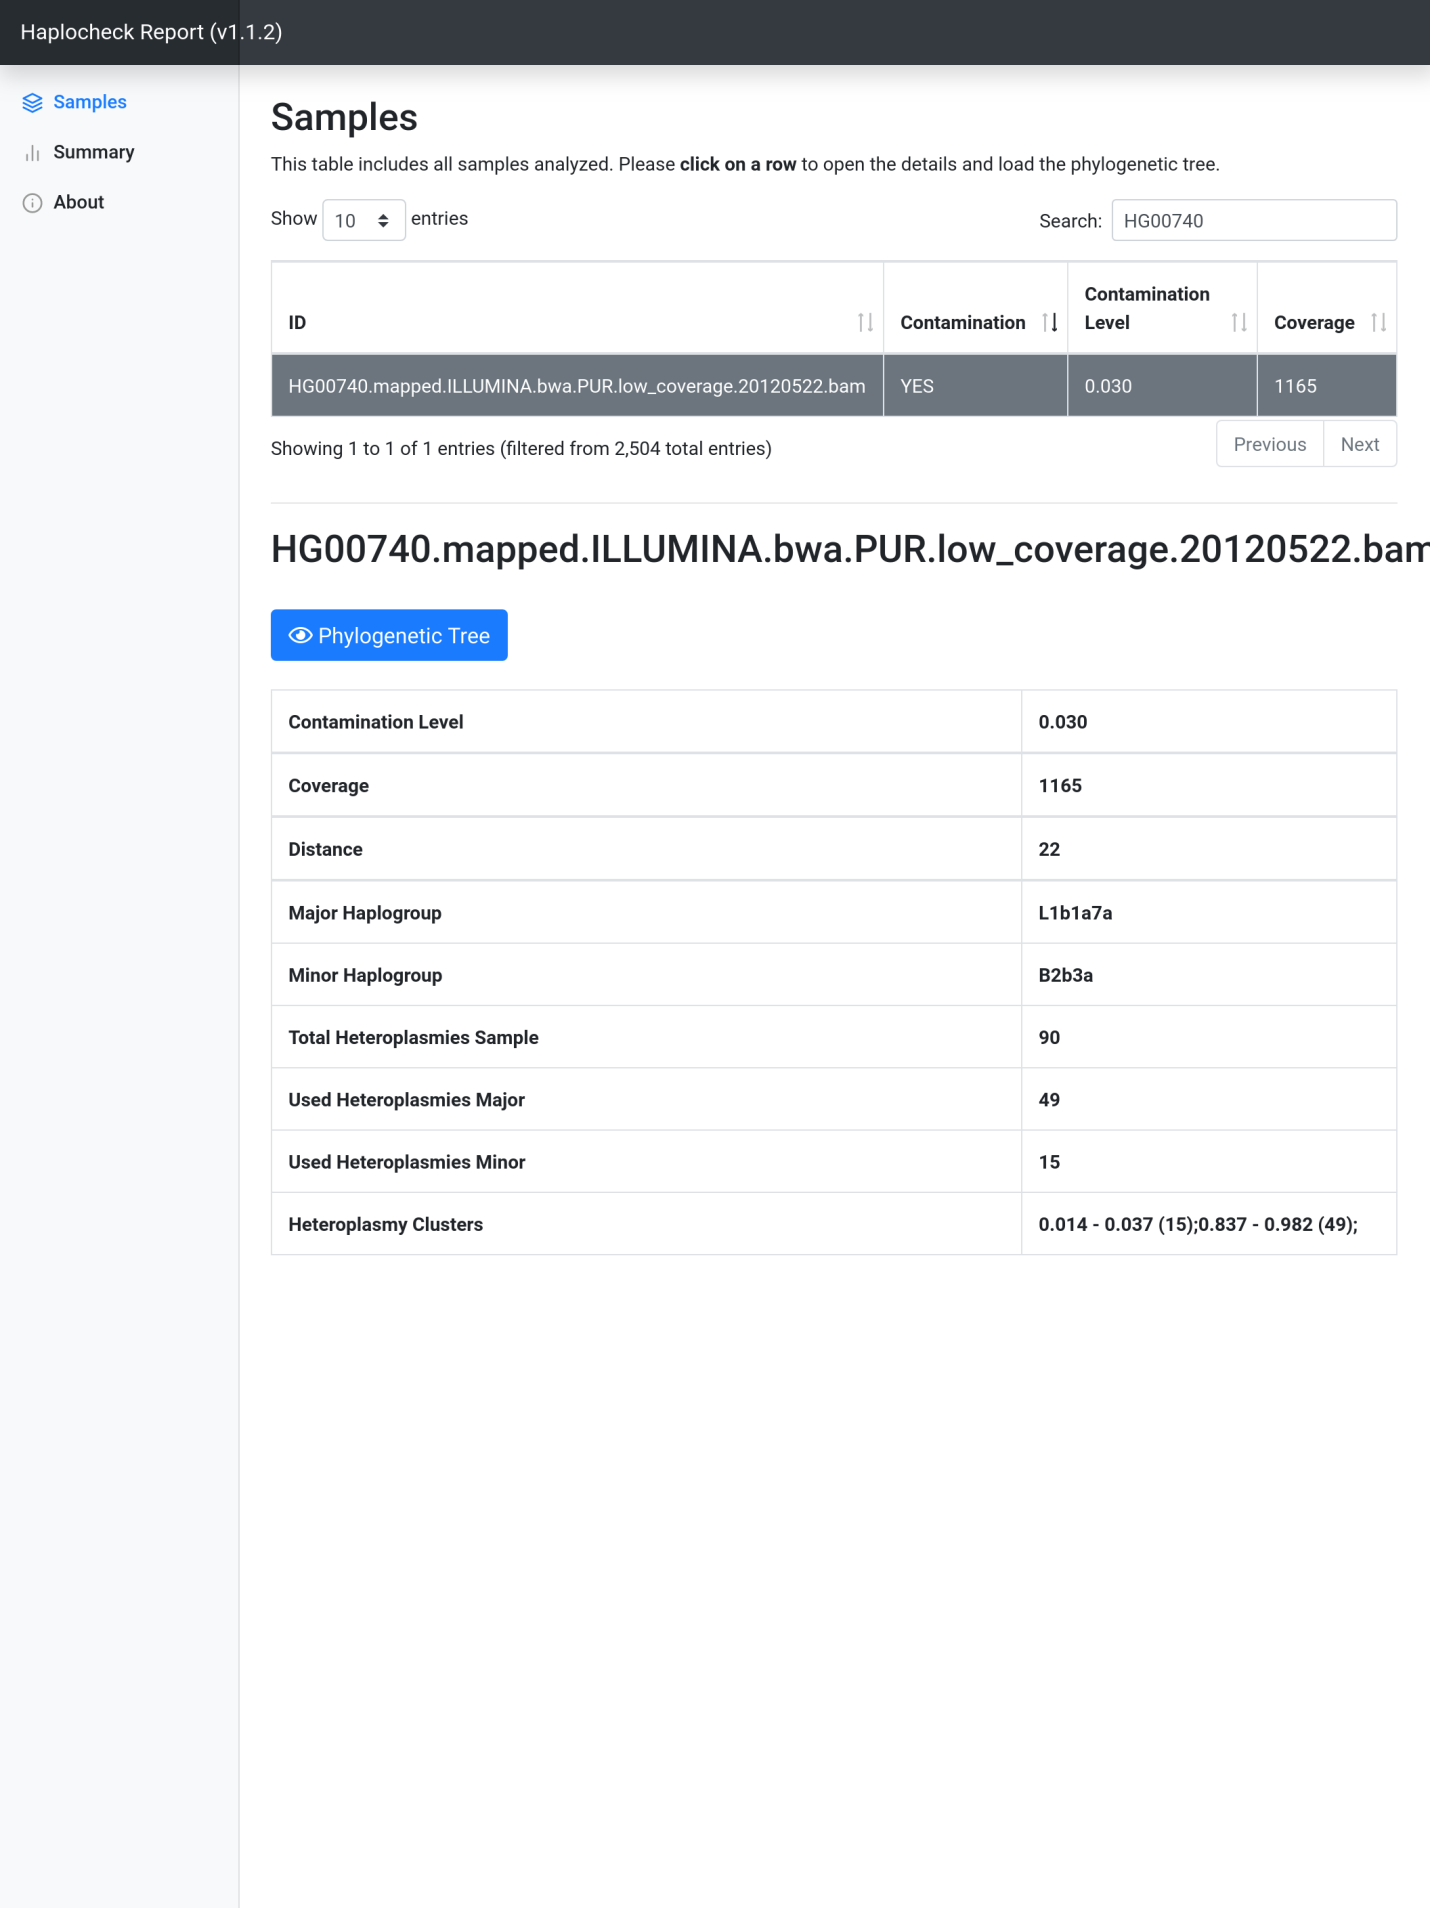 Haplocheck Report (v1.1.2)
Samples
Summary
About
Samples
This table includes all samples analyzed. Please click on a row to open the details and load the phylogenetic tree.
Show 10 entries
Search: HG00740
ID Contamination Contamination Level Coverage
HG00740.mapped.ILLUMINA.bwa.PUR.low_coverage.20120522.bam YES 0.030 1165
Showing 1 to 1 of 1 entries (filtered from 2,504 total entries)
Previous Next
HG00740.mapped.ILLUMINA.bwa.PUR.low_coverage.20120522.bam
Phylogenetic Tree
Contamination Level 0.030
Coverage 1165
Distance 22
Major Haplogroup L1b1a7a
Minor Haplogroup B2b3a
Total Heteroplasmies Sample 90
Used Heteroplasmies Major 49
Used Heteroplasmies Minor 15
Heteroplasmy Clusters 0.014 - 0.037 (15);0.837 - 0.982 (49);